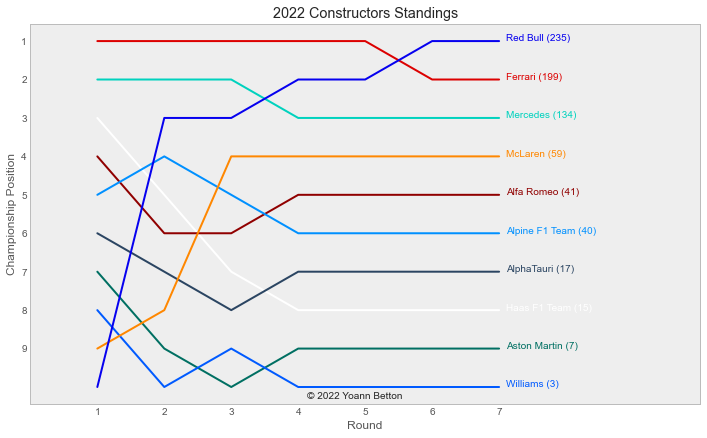 2022 Constructors Standings
Championship Position
1
2
3
4
5
6
7
8
9
Red Bull (235)
Ferrari (199)
Mercedes (134)
McLaren (59)
Alfa Romeo (41)
Alpine F1 Team (40)
AlphaTauri (17)
Haas F1 Team (15)
Aston Martin (7)
Williams (3)
© 2022 Yoann Betton
1 2 3 4 5 6 7
Round